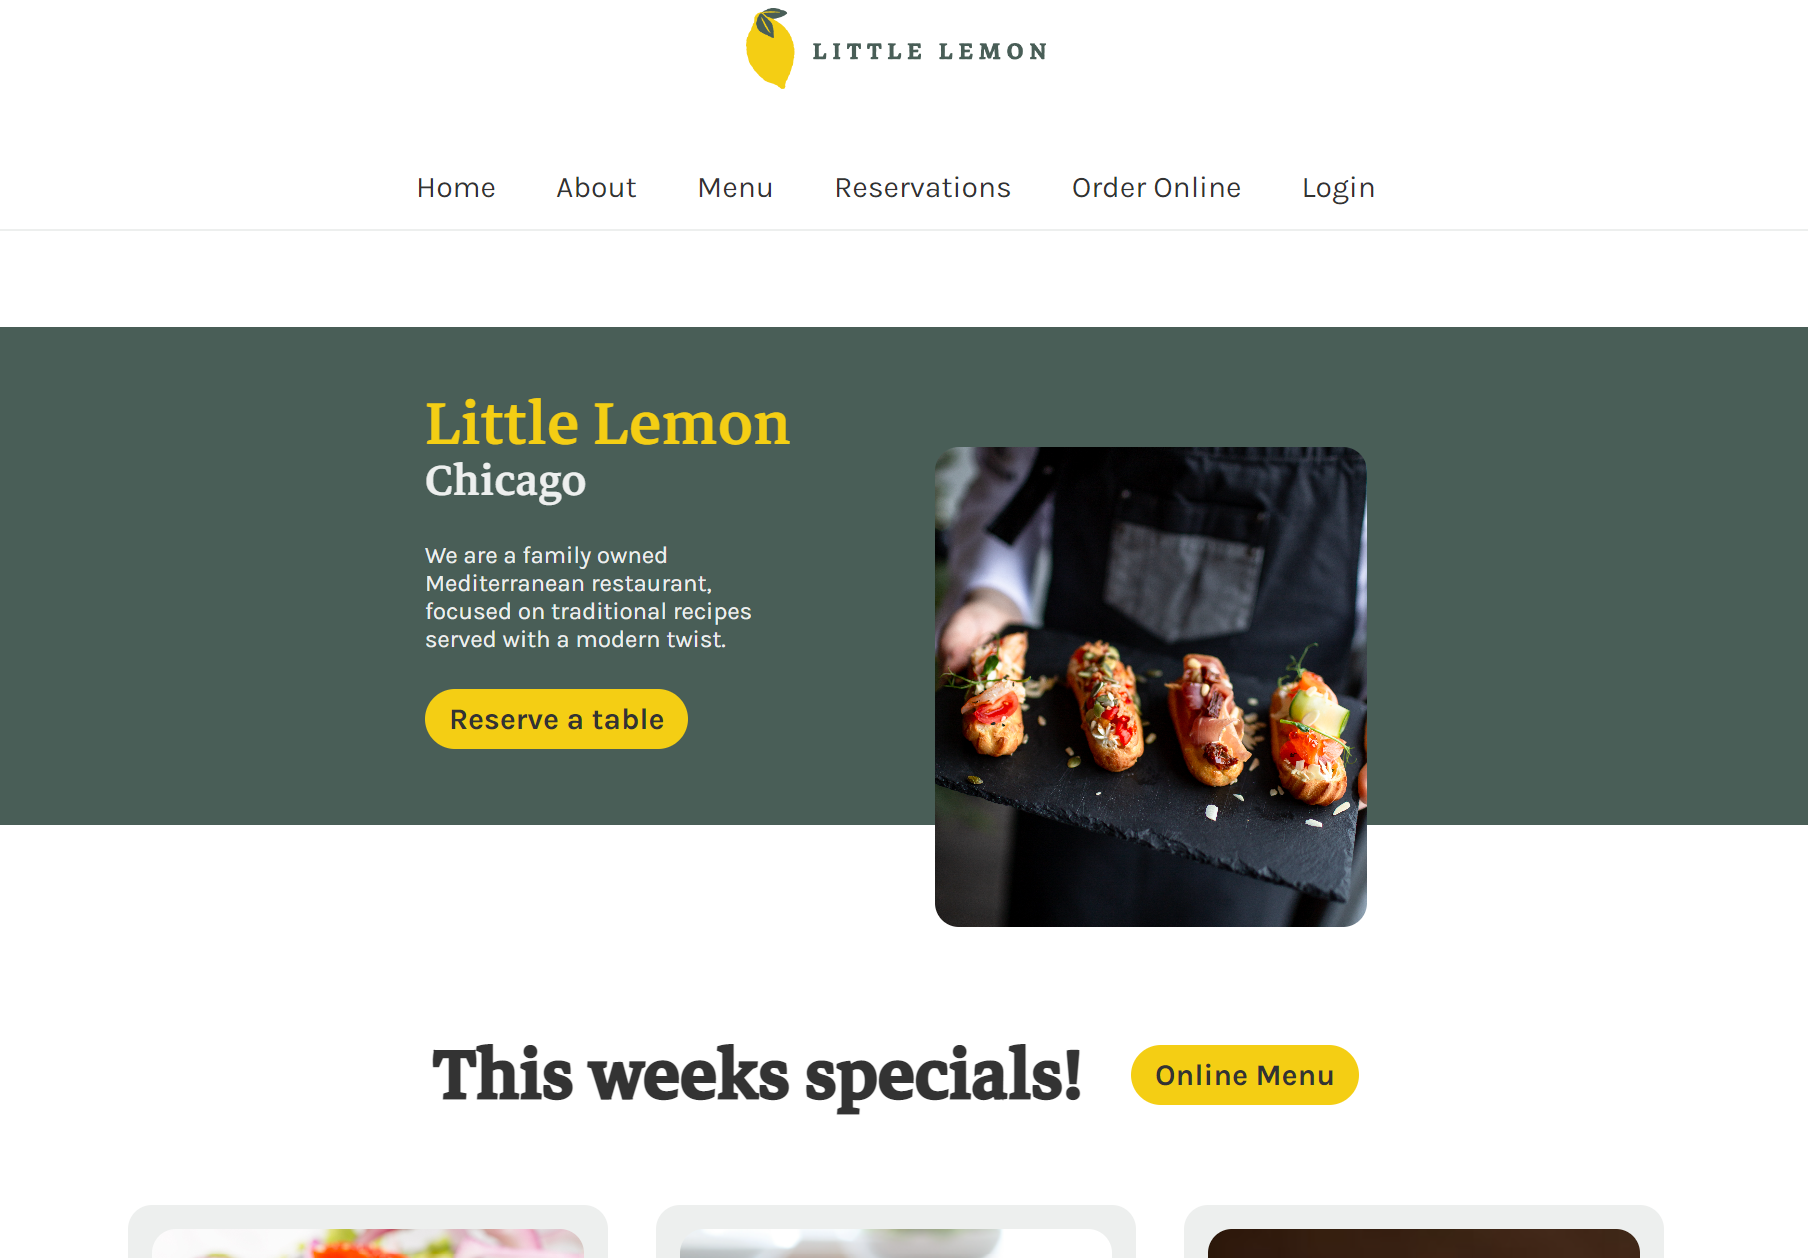 LITTLE LEMON
Home About Menu Reservations Order Online Login
Little Lemon
Chicago
We are a family owned
Mediterranean restaurant,
focused on traditional recipes
served with a modern twist.
Reserve a table
This weeks specials!
Online Menu